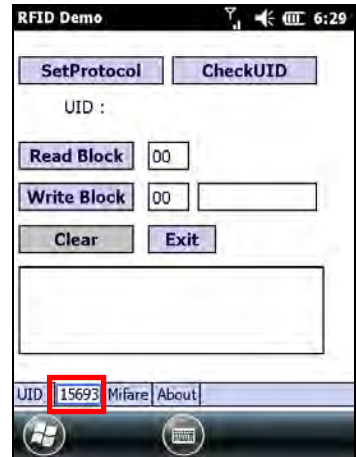 RFID Demo 6:29
SetProtocol CheckUID
UID :
Read Block 00
Write Block 00
Clear Exit
UID 15693 Mifare About